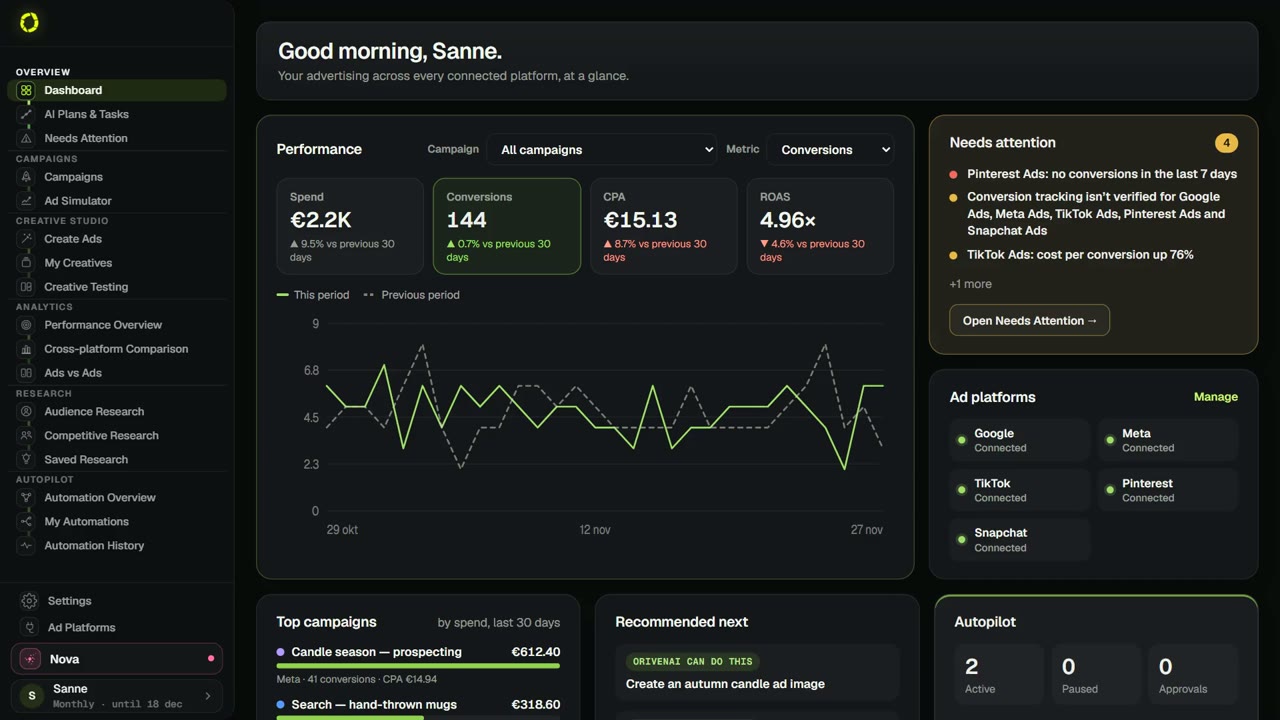 OVERVIEW
Dashboard
AI Plans & Tasks
Needs Attention
CAMPAIGNS
Campaigns
Ad Simulator
CREATIVE STUDIO
Create Ads
My Creatives
Creative Testing
ANALYTICS
Performance Overview
Cross-platform Comparison
Ads vs Ads
RESEARCH
Audience Research
Competitive Research
Saved Research
AUTOPILOT
Automation Overview
My Automations
Automation History
Settings
Ad Platforms
Nova
S
Sanne
Monthly · until 18 dec
Good morning, Sanne.
Your advertising across every connected platform, at a glance.
Performance
Campaign
All campaigns
Metric
Conversions
Spend
€2.2K
▲ 9.5% vs previous 30
days
Conversions
144
▲ 0.7% vs previous 30
days
CPA
€15.13
▲ 8.7% vs previous 30
days
ROAS
4.96×
▼ 4.6% vs previous 30
days
This period
Previous period
9
6.8
4.5
2.3
0
29 okt
12 nov
27 nov
Needs attention
4
Pinterest Ads: no conversions in the last 7 days
Conversion tracking isn't verified for Google
Ads, Meta Ads, TikTok Ads, Pinterest Ads and
Snapchat Ads
TikTok Ads: cost per conversion up 76%
+1 more
Open Needs Attention →
Ad platforms
Manage
Google
Connected
Meta
Connected
TikTok
Connected
Pinterest
Connected
Snapchat
Connected
Top campaigns
by spend, last 30 days
Candle season — prospecting
€612.40
Meta · 41 conversions · CPA €14.94
Search — hand-thrown mugs
€318.60
Recommended next
ORIVENAI CAN DO THIS
Create an autumn candle ad image
Autopilot
2
Active
0
Paused
0
Approvals